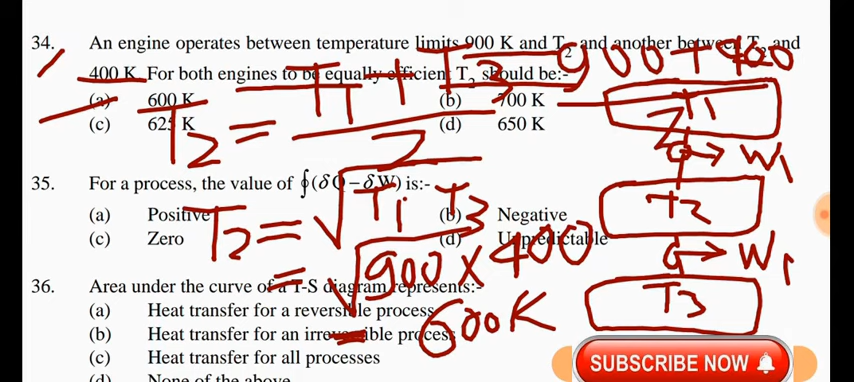 34. An engine operates between temperature limits 900 K and T2 and another between T2 and
400 K. For both engines to be equally efficient T2 should be:-
(a) 600 K (b) 700 K
(c) 625 K (d) 650 K
T2 = T1 + T3 / 2
900 + 400
2
35. For a process, the value of ∮(δQ – δW) is:-
(a) Positive (b) Negative
(c) Zero (d) Unpredictable
T2 = √T1 T3
= √900 × 400
600K
T1
W1
T2
W1
T3
36. Area under the curve of a T-S diagram represents:-
(a) Heat transfer for a reversible process
(b) Heat transfer for an irreversible process
(c) Heat transfer for all processes
(d) None of the above
SUBSCRIBE NOW